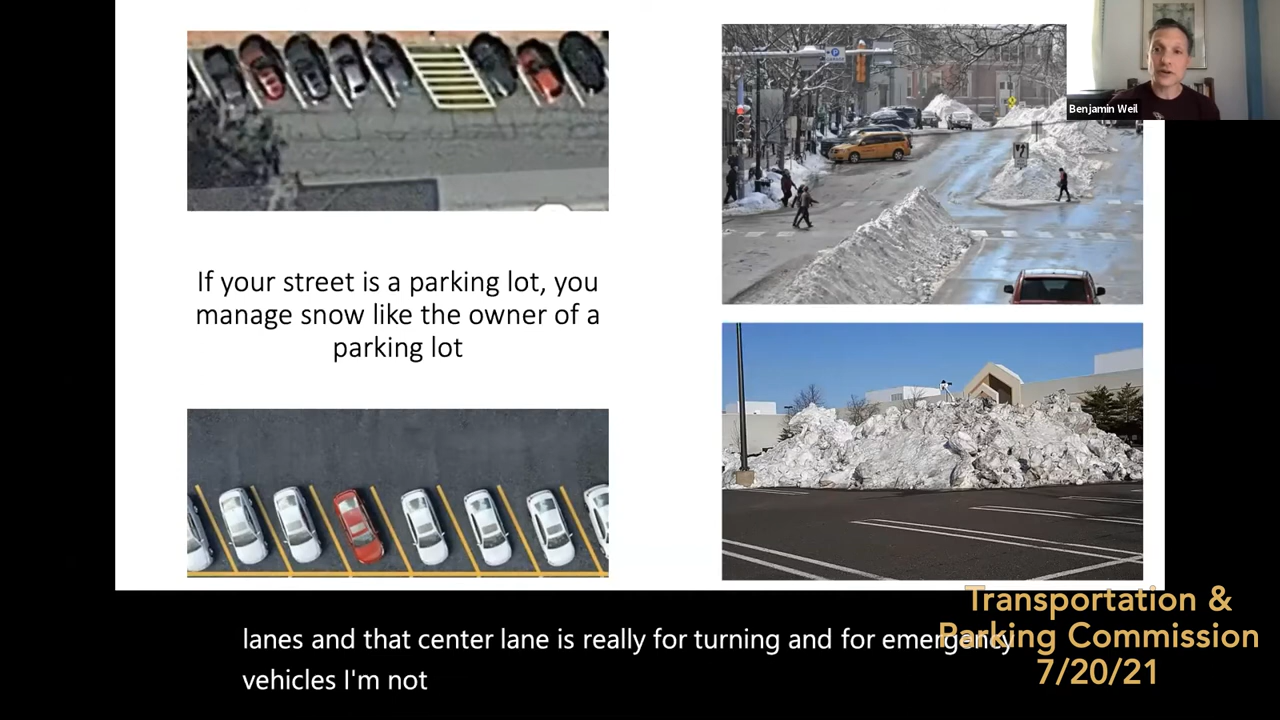 Benjamin Weil
If your street is a parking lot, you
manage snow like the owner of a
parking lot
lanes and that center lane is really for turning and for emergency
vehicles I'm not
Transportation &
Parking Commission
7/20/21